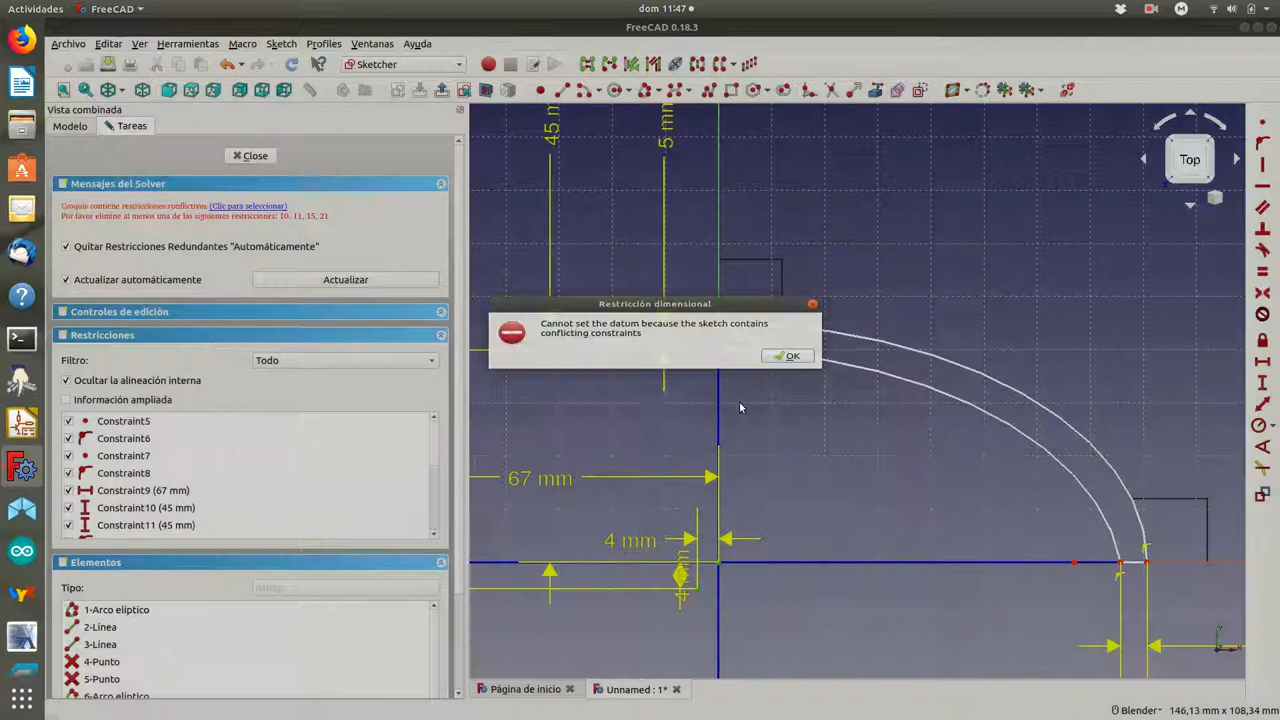 Actividades
FreeCAD
dom 11:47
FreeCAD 0.18.3
Archivo Editar Ver Herramientas Macro Sketch Profiles Ventanas Ayuda
Sketcher
Vista combinada
Modelo
Tareas
Close
Mensajes del Solver
Croquis contiene restricciones conflictivas (Clic para seleccionar)
Por favor elimine al menos una de las siguientes restricciones: 10, 11, 15, 21
Quitar Restricciones Redundantes "Automáticamente"
Actualizar automáticamente
Actualizar
Controles de edición
Restricciones
Filtro:
Todo
Ocultar la alineación interna
Información ampliada
Constraint5
Constraint6
Constraint7
Constraint8
Constraint9 (67 mm)
Constraint10 (45 mm)
Constraint11 (45 mm)
Elementos
Tipo:
1-Arco elíptico
2-Línea
3-Línea
4-Punto
5-Punto
6-Arco elíptico
45 m
5 mm
Top
Restricción dimensional
Cannot set the datum because the sketch contains
conflicting constraints
OK
67 mm
4 mm
Página de inicio
Unnamed : 1*
Blender
146,13 mm x 108,34 mm